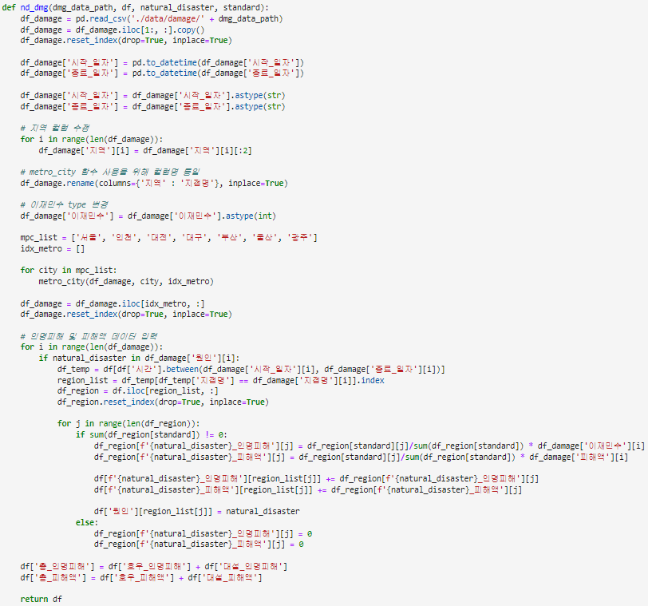 def nd_dmg(dmg_data_path, df, natural_disaster, standard):
    df_damage = pd.read_csv('./data/damage/' + dmg_data_path)
    df_damage = df_damage.iloc[1:, :].copy()
    df_damage.reset_index(drop=True, inplace=True)
    df_damage['시작_일자'] = pd.to_datetime(df_damage['시작_일자'])
    df_damage['종료_일자'] = pd.to_datetime(df_damage['종료_일자'])
    df_damage['시작_일자'] = df_damage['시작_일자'].astype(str)
    df_damage['종료_일자'] = df_damage['종료_일자'].astype(str)
    # 지역 컬럼 수정
    for i in range(len(df_damage)):
        df_damage['지역'][i] = df_damage['지역'][i][:2]
    # metro_city 함수 사용을 위해 컬럼명 통일
    df_damage.rename(columns={'지역' : '지점명'}, inplace=True)
    # 이재민수 type 변경
    df_damage['이재민수'] = df_damage['이재민수'].astype(int)
    mpc_list = ['서울', '인천', '대전', '대구', '부산', '울산', '광주']
    idx_metro = []
    for city in mpc_list:
        metro_city(df_damage, city, idx_metro)
    df_damage = df_damage.iloc[idx_metro, :]
    df_damage.reset_index(drop=True, inplace=True)
    # 인명피해 및 피해액 데이터 입력
    for i in range(len(df_damage)):
        if natural_disaster in df_damage['원인'][i]:
            df_temp = df[df['시간'].between(df_damage['시작_일자'][i], df_damage['종료_일자'][i])]
            region_list = df_temp[df_temp['지점명'] == df_damage['지점명'][i]].index
            df_region = df.iloc[region_list, :]
            df_region.reset_index(drop=True, inplace=True)
            for j in range(len(df_region)):
                if sum(df_region[standard]) != 0:
                    df_region[f'{natural_disaster}_인명피해'][j] = df_region[standard][j]/sum(df_region[standard]) * df_damage['이재민수'][i]
                    df_region[f'{natural_disaster}_피해액'][j] = df_region[standard][j]/sum(df_region[standard]) * df_damage['피해액'][i]
                    df[f'{natural_disaster}_인명피해'][region_list[j]] += df_region[f'{natural_disaster}_인명피해'][j]
                    df[f'{natural_disaster}_피해액'][region_list[j]] += df_region[f'{natural_disaster}_피해액'][j]
                    df['원인'][region_list[j]] = natural_disaster
                else:
                    df_region[f'{natural_disaster}_인명피해'][j] = 0
                    df_region[f'{natural_disaster}_피해액'][j] = 0
    df['총_인명피해'] = df['호우_인명피해'] + df['대설_인명피해']
    df['총_피해액'] = df['호우_피해액'] + df['대설_피해액']
    return df